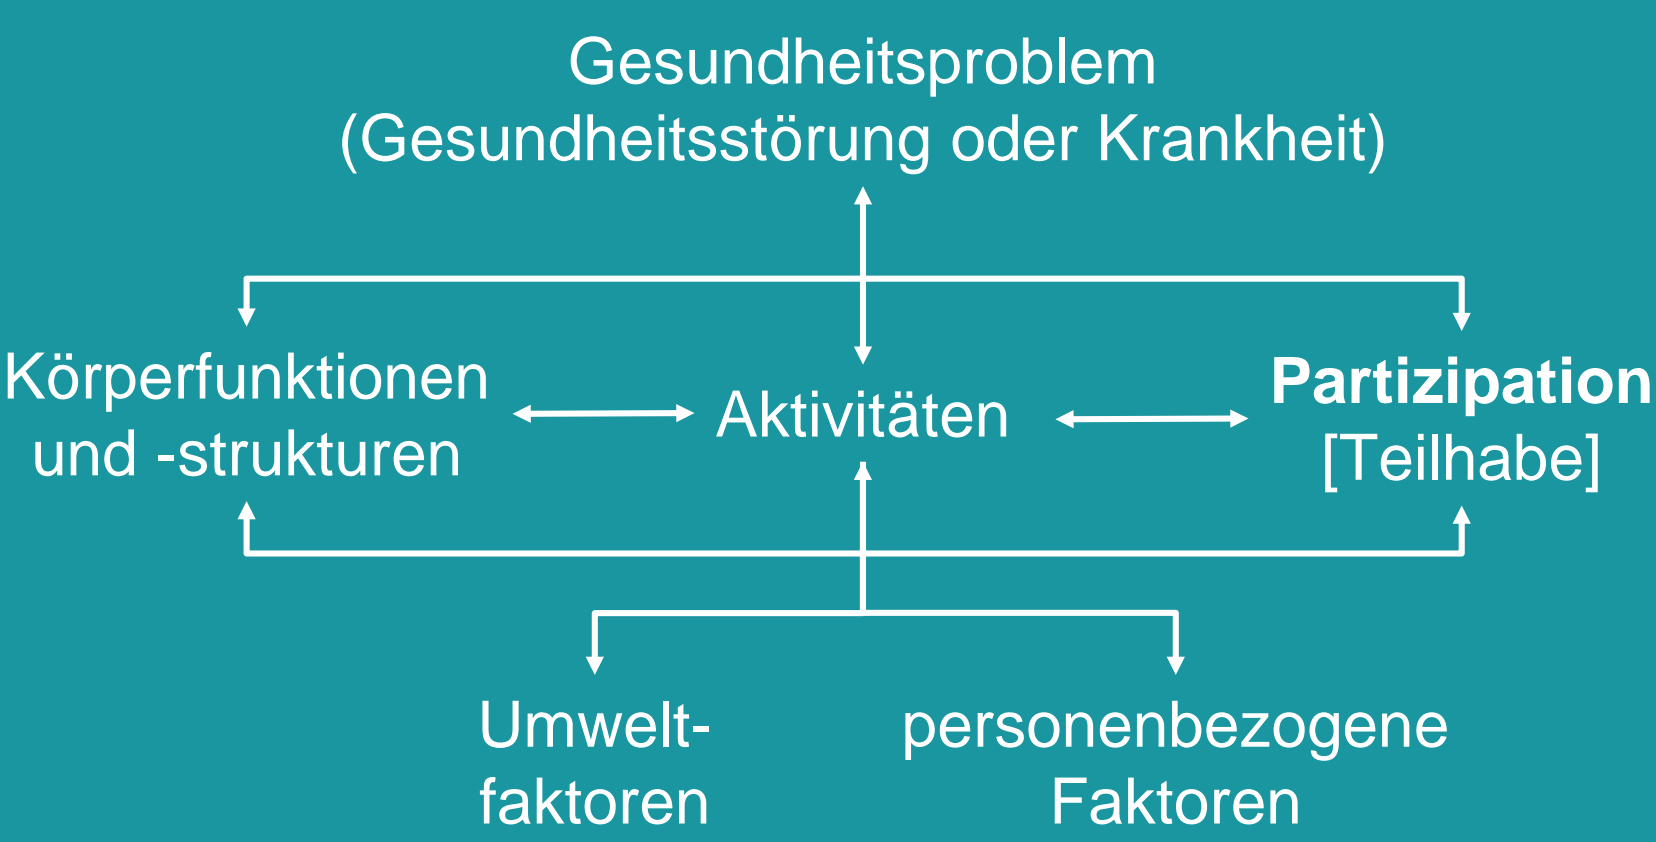 Gesundheitsproblem
(Gesundheitsstörung oder Krankheit)
Körperfunktionen
und -strukturen
Aktivitäten
Partizipation
[Teilhabe]
Umwelt-
faktoren
personenbezogene
Faktoren